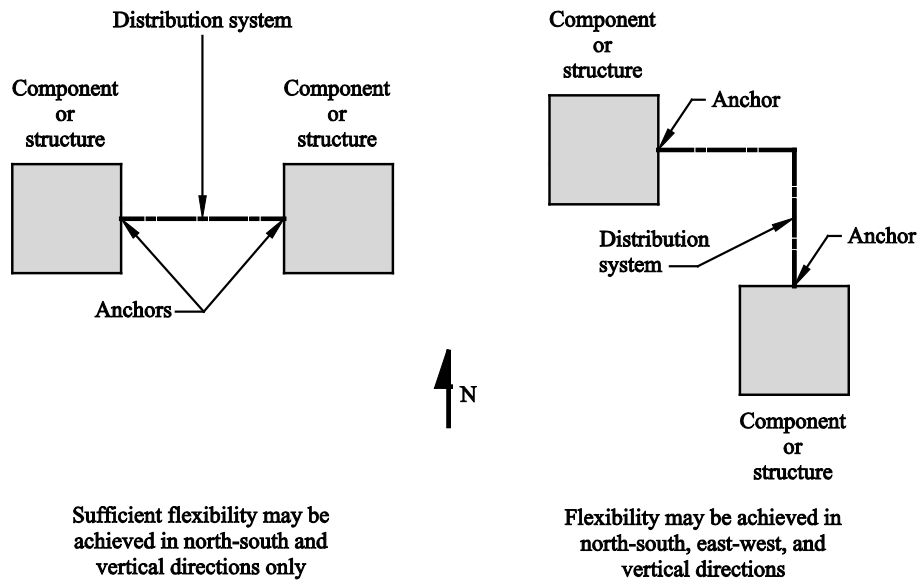 Distribution system
Component
or
structure
Component
or
structure
Anchors
Component
or
structure
Anchor
Distribution
system
Anchor
Component
or
structure
N
Sufficient flexibility may be
achieved in north-south and
vertical directions only
Flexibility may be achieved in
north-south, east-west, and
vertical directions